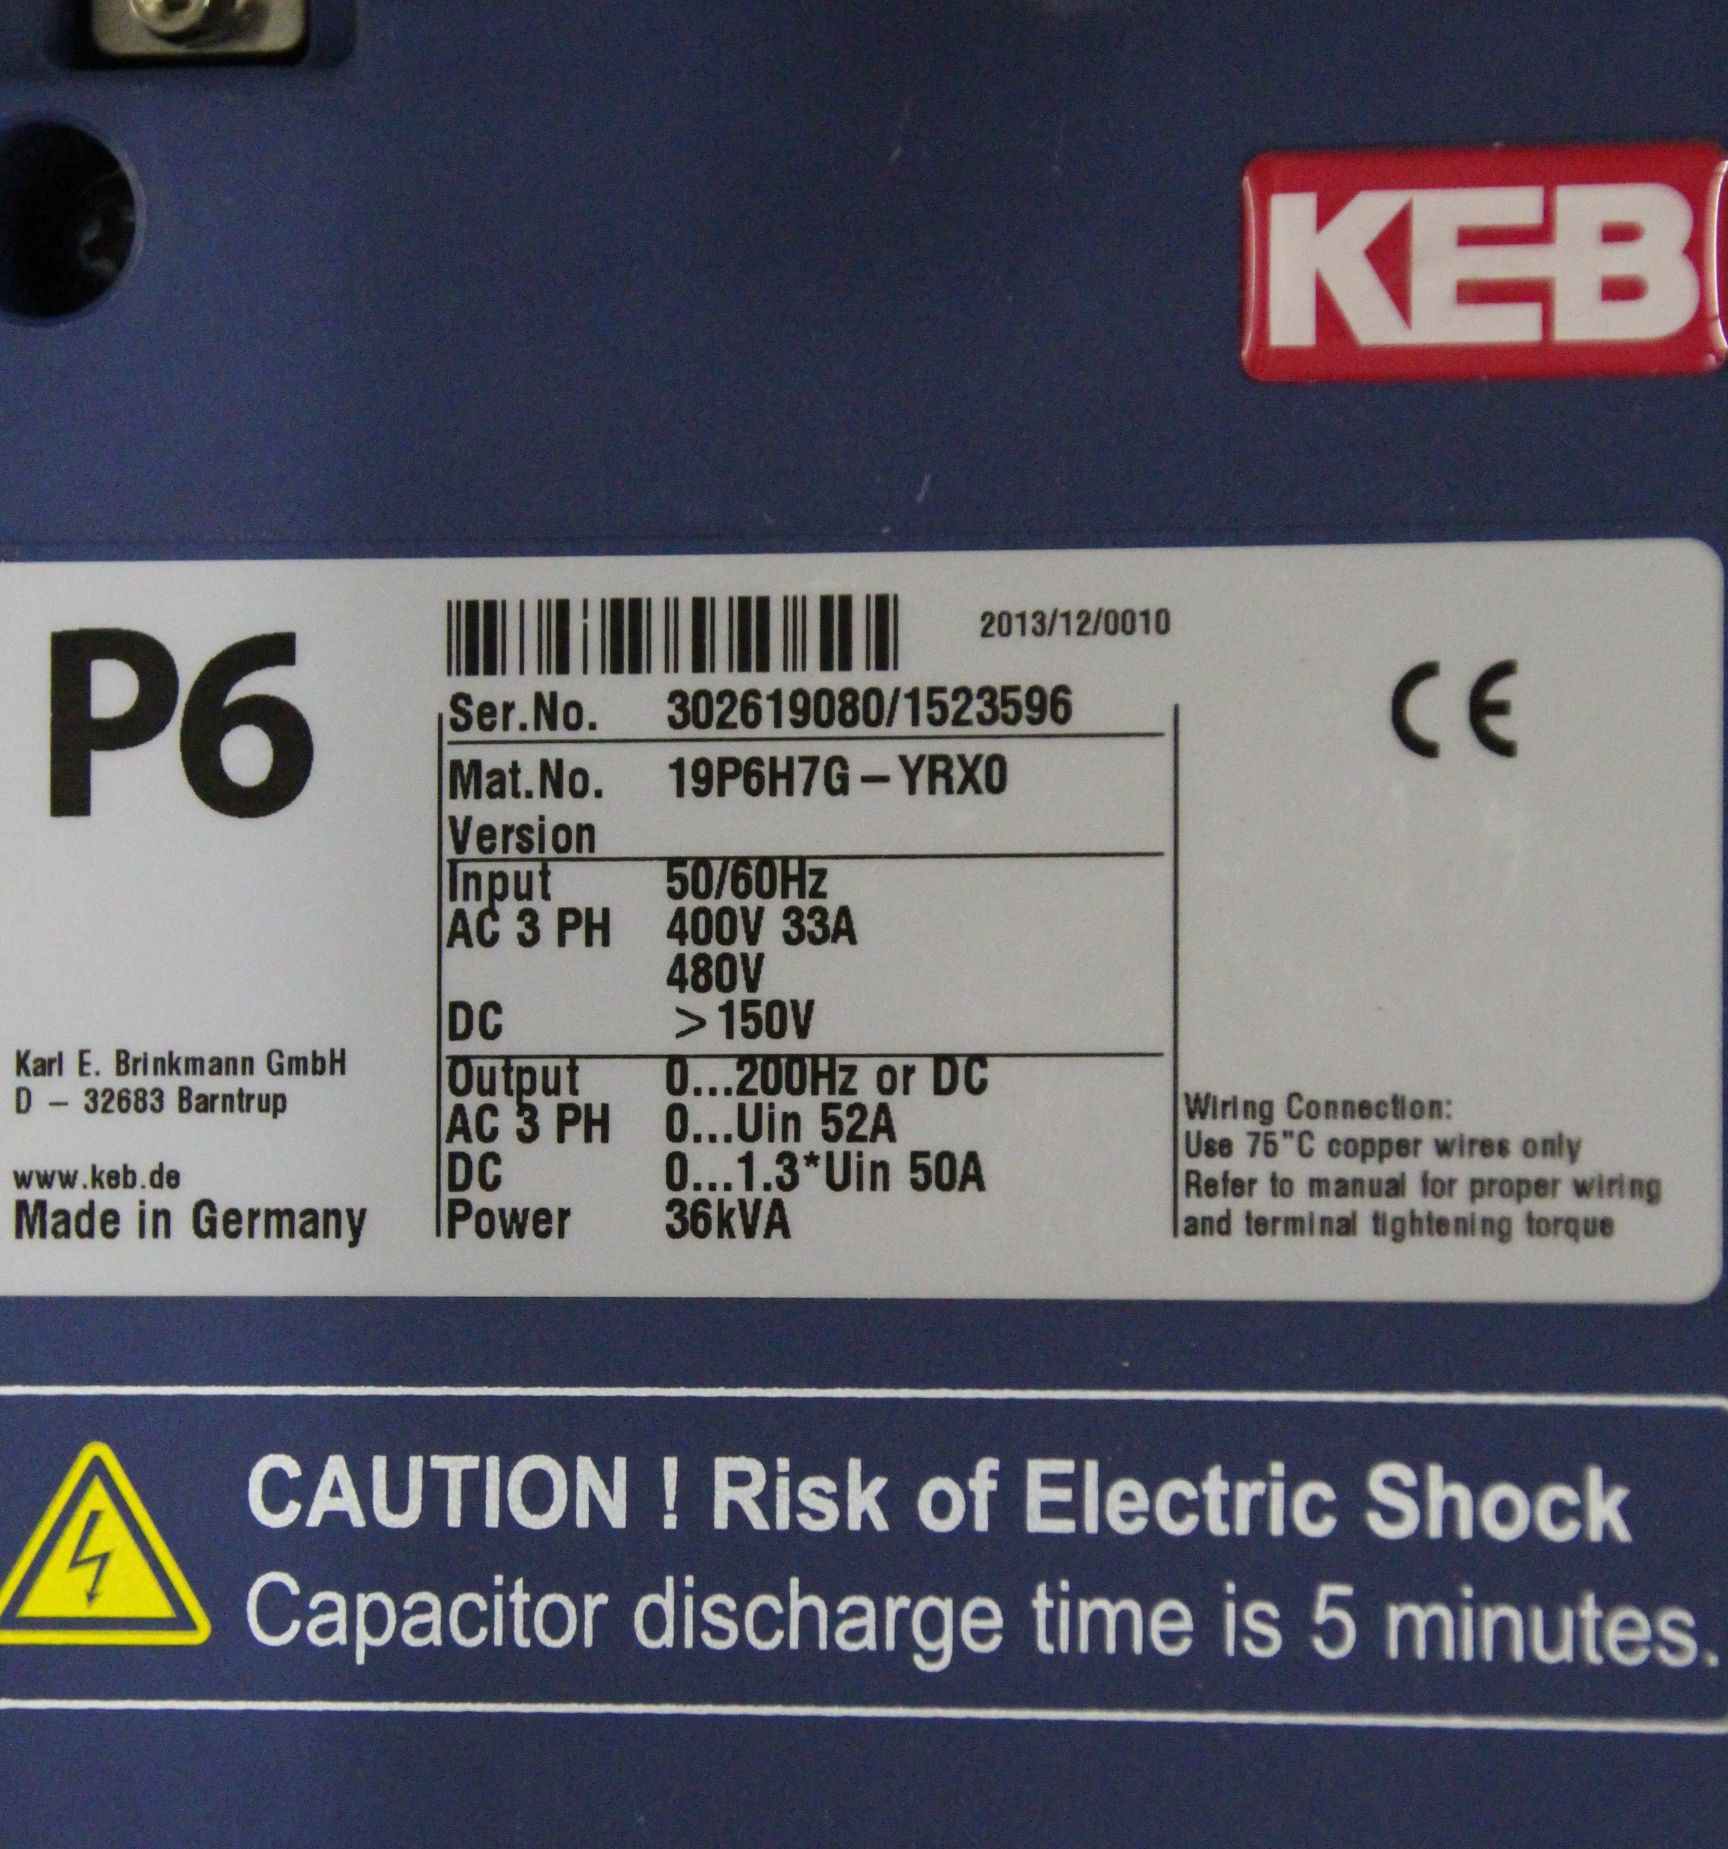 KEB
P6
2013/12/0010
Ser.No. 302619080/1523596
Mat.No. 19P6H7G – YRX0
Version
Input 50/60Hz
AC 3 PH 400V 33A
480V
DC >150V
Output 0...200Hz or DC
AC 3 PH 0...Uin 52A
DC 0...1.3*Uin 50A
Power 36kVA
Karl E. Brinkmann GmbH
D – 32683 Barntrup
www.keb.de
Made in Germany
CE
Wiring Connection:
Use 75"C copper wires only
Refer to manual for proper wiring
and terminal tightening torque
CAUTION ! Risk of Electric Shock
Capacitor discharge time is 5 minutes.